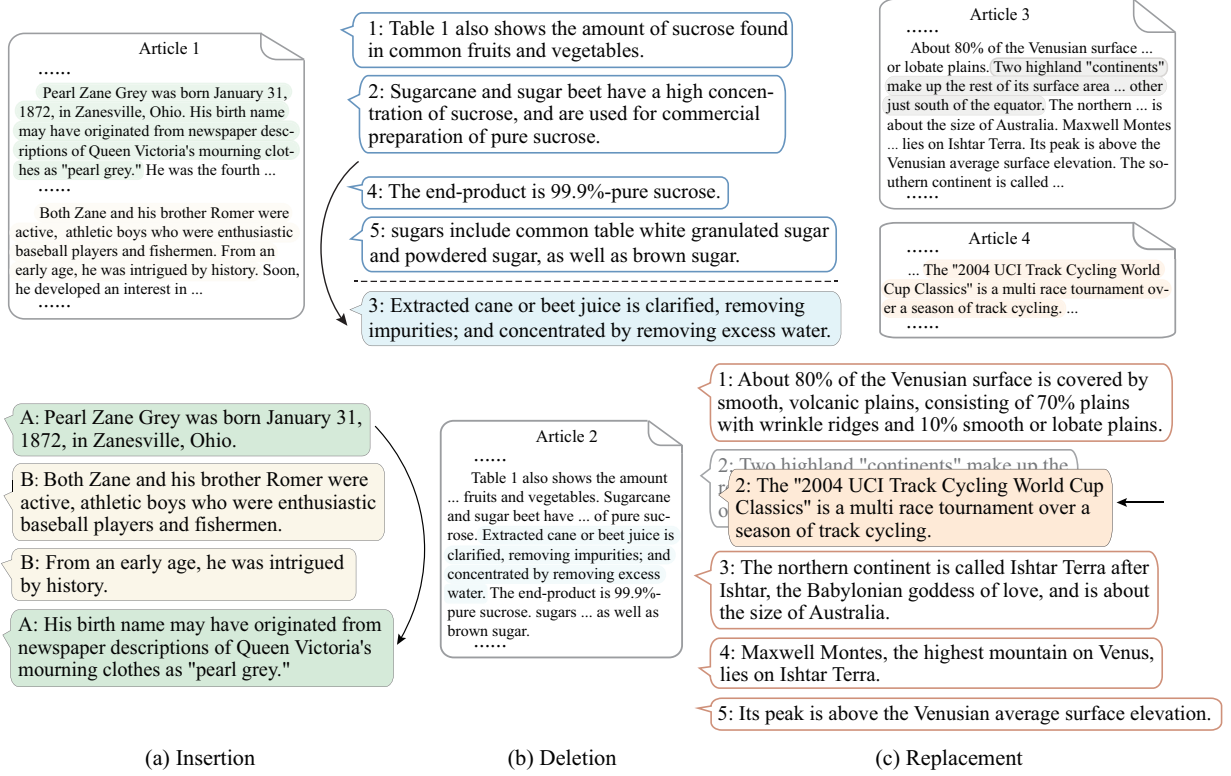 Article 1
......
Pearl Zane Grey was born January 31,
1872, in Zanesville, Ohio. His birth name
may have originated from newspaper desc-
riptions of Queen Victoria's mourning clot-
hes as "pearl grey." He was the fourth ...
......
Both Zane and his brother Romer were
active, athletic boys who were enthusiastic
baseball players and fishermen. From an
early age, he was intrigued by history. Soon,
he developed an interest in ...
......
A: Pearl Zane Grey was born January 31,
1872, in Zanesville, Ohio.
B: Both Zane and his brother Romer were
active, athletic boys who were enthusiastic
baseball players and fishermen.
B: From an early age, he was intrigued
by history.
A: His birth name may have originated from
newspaper descriptions of Queen Victoria's
mourning clothes as "pearl grey."
(a) Insertion
1: Table 1 also shows the amount of sucrose found
in common fruits and vegetables.
2: Sugarcane and sugar beet have a high concen-
tration of sucrose, and are used for commercial
preparation of pure sucrose.
4: The end-product is 99.9%-pure sucrose.
5: sugars include common table white granulated sugar
and powdered sugar, as well as brown sugar.
3: Extracted cane or beet juice is clarified, removing
impurities; and concentrated by removing excess water.
Article 2
......
Table 1 also shows the amount
... fruits and vegetables. Sugarcane
and sugar beet have ... of pure suc-
rose. Extracted cane or beet juice is
clarified, removing impurities; and
concentrated by removing excess
water. The end-product is 99.9%-
pure sucrose. sugars ... as well as
brown sugar.
......
(b) Deletion
Article 3
......
About 80% of the Venusian surface ...
or lobate plains. Two highland "continents"
make up the rest of its surface area ... other
just south of the equator. The northern ... is
about the size of Australia. Maxwell Montes
... lies on Ishtar Terra. Its peak is above the
Venusian average surface elevation. The so-
uthern continent is called ...
......
Article 4
... The "2004 UCI Track Cycling World
Cup Classics" is a multi race tournament ov-
er a season of track cycling. ...
......
1: About 80% of the Venusian surface is covered by
smooth, volcanic plains, consisting of 70% plains
with wrinkle ridges and 10% smooth or lobate plains.
2: Two highland "continents" make up the
2: The "2004 UCI Track Cycling World Cup
Classics" is a multi race tournament over a
season of track cycling.
3: The northern continent is called Ishtar Terra after
Ishtar, the Babylonian goddess of love, and is about
the size of Australia.
4: Maxwell Montes, the highest mountain on Venus,
lies on Ishtar Terra.
5: Its peak is above the Venusian average surface elevation.
(c) Replacement